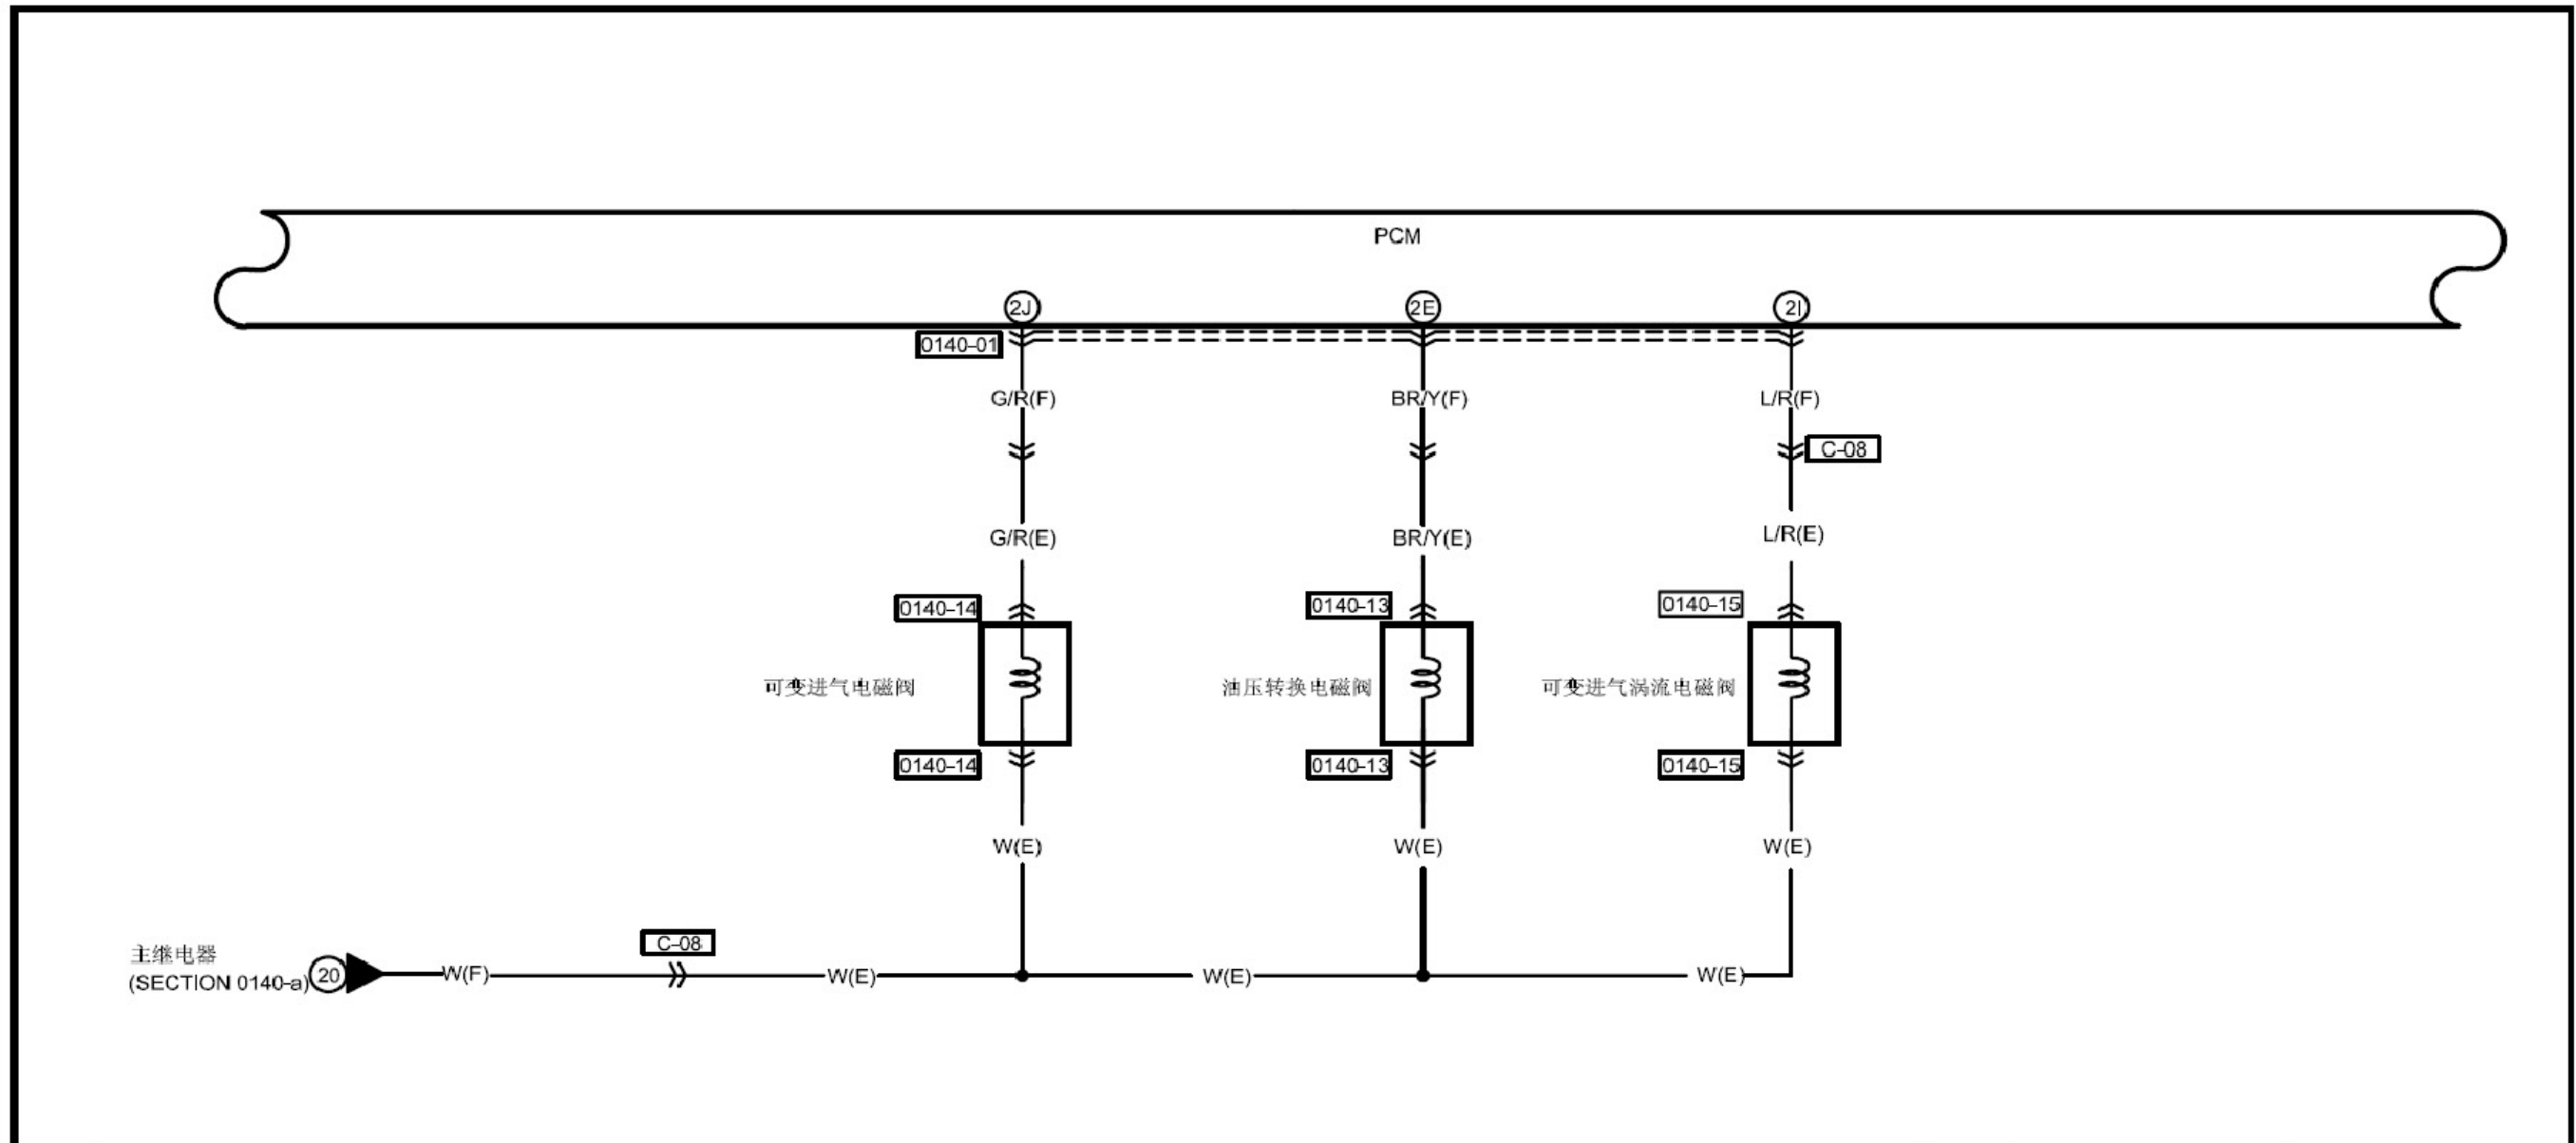 PCM
2J
2E
2I
0140-01
G/R(F)
BR/Y(F)
L/R(F)
C-08
G/R(E)
BR/Y(E)
L/R(E)
0140-14
0140-13
0140-15
可变进气电磁阀
油压转换电磁阀
可变进气涡流电磁阀
0140-14
0140-13
0140-15
W(E)
W(E)
W(E)
C-08
主继电器
(SECTION 0140-a)
20
W(F)
W(E)
W(E)
W(E)